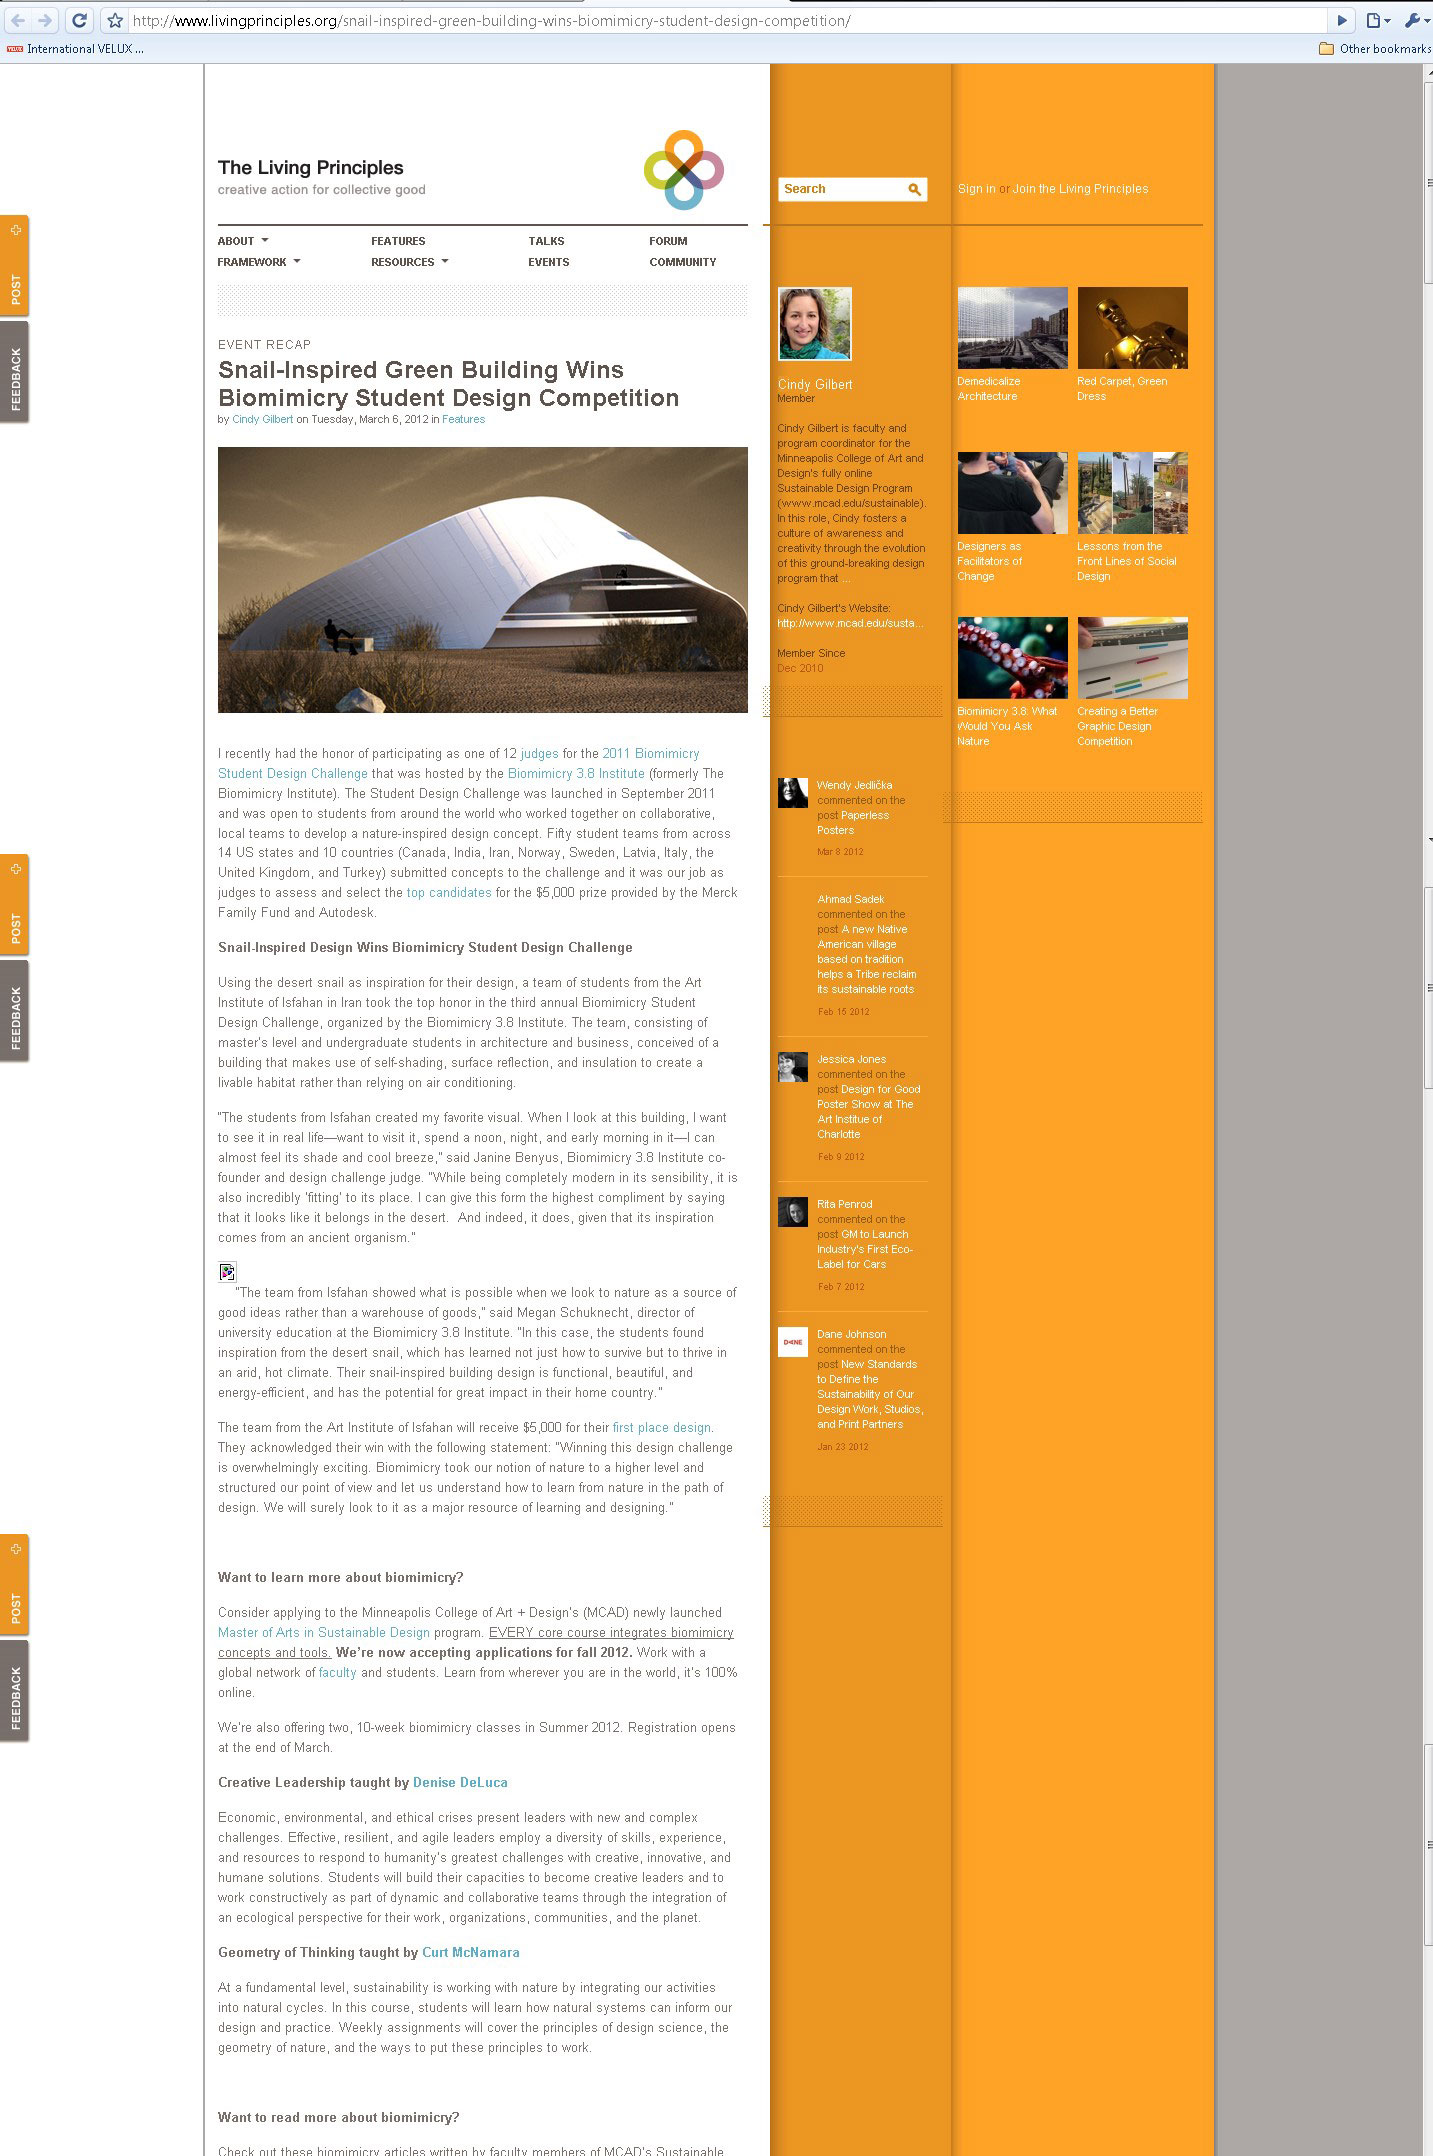 http://www.livingprinciples.org/snail-inspired-green-building-wins-biomimicry-student-design-competition/
International VELUX ...
Other bookmarks
The Living Principles
creative action for collective good
Search
Sign in or Join the Living Principles
ABOUT
FEATURES
TALKS
FORUM
FRAMEWORK
RESOURCES
EVENTS
COMMUNITY
POST
FEEDBACK
EVENT RECAP
Snail-Inspired Green Building Wins
Biomimicry Student Design Competition
by Cindy Gilbert on Tuesday, March 6, 2012 in Features
I recently had the honor of participating as one of 12 judges for the 2011 Biomimicry
Student Design Challenge that was hosted by the Biomimicry 3.8 Institute (formerly The
Biomimicry Institute). The Student Design Challenge was launched in September 2011
and was open to students from around the world who worked together on collaborative,
local teams to develop a nature-inspired design concept. Fifty student teams from across
14 US states and 10 countries (Canada, India, Iran, Norway, Sweden, Latvia, Italy, the
United Kingdom, and Turkey) submitted concepts to the challenge and it was our job as
judges to assess and select the top candidates for the $5,000 prize provided by the Merck
Family Fund and Autodesk.
Snail-Inspired Design Wins Biomimicry Student Design Challenge
Using the desert snail as inspiration for their design, a team of students from the Art
Institute of Isfahan in Iran took the top honor in the third annual Biomimicry Student
Design Challenge, organized by the Biomimicry 3.8 Institute. The team, consisting of
master's level and undergraduate students in architecture and business, conceived of a
building that makes use of self-shading, surface reflection, and insulation to create a
livable habitat rather than relying on air conditioning.
"The students from Isfahan created my favorite visual. When I look at this building, I want
to see it in real life—want to visit it, spend a noon, night, and early morning in it—I can
almost feel its shade and cool breeze," said Janine Benyus, Biomimicry 3.8 Institute co-
founder and design challenge judge. "While being completely modern in its sensibility, it is
also incredibly 'fitting' to its place. I can give this form the highest compliment by saying
that it looks like it belongs in the desert. And indeed, it does, given that its inspiration
comes from an ancient organism."
"The team from Isfahan showed what is possible when we look to nature as a source of
good ideas rather than a warehouse of goods," said Megan Schuknecht, director of
university education at the Biomimicry 3.8 Institute. "In this case, the students found
inspiration from the desert snail, which has learned not just how to survive but to thrive in
an arid, hot climate. Their snail-inspired building design is functional, beautiful, and
energy-efficient, and has the potential for great impact in their home country."
The team from the Art Institute of Isfahan will receive $5,000 for their first place design.
They acknowledged their win with the following statement: "Winning this design challenge
is overwhelmingly exciting. Biomimicry took our notion of nature to a higher level and
structured our point of view and let us understand how to learn from nature in the path of
design. We will surely look to it as a major resource of learning and designing."
Want to learn more about biomimicry?
Consider applying to the Minneapolis College of Art + Design's (MCAD) newly launched
Master of Arts in Sustainable Design program. EVERY core course integrates biomimicry
concepts and tools. We're now accepting applications for fall 2012. Work with a
global network of faculty and students. Learn from wherever you are in the world, it's 100%
online.
We're also offering two, 10-week biomimicry classes in Summer 2012. Registration opens
at the end of March.
Creative Leadership taught by Denise DeLuca
Economic, environmental, and ethical crises present leaders with new and complex
challenges. Effective, resilient, and agile leaders employ a diversity of skills, experience,
and resources to respond to humanity's greatest challenges with creative, innovative, and
humane solutions. Students will build their capacities to become creative leaders and to
work constructively as part of dynamic and collaborative teams through the integration of
an ecological perspective for their work, organizations, communities, and the planet.
Geometry of Thinking taught by Curt McNamara
At a fundamental level, sustainability is working with nature by integrating our activities
into natural cycles. In this course, students will learn how natural systems can inform our
design and practice. Weekly assignments will cover the principles of design science, the
geometry of nature, and the ways to put these principles to work.
Want to read more about biomimicry?
Check out these biomimicry articles written by faculty members of MCAD's Sustainable
POST
FEEDBACK
POST
FEEDBACK
Cindy Gilbert
Member
Cindy Gilbert is faculty and
program coordinator for the
Minneapolis College of Art and
Design's fully online
Sustainable Design Program
(www.mcad.edu/sustainable).
In this role, Cindy fosters a
culture of awareness and
creativity through the evolution
of this ground-breaking design
program that ...
Cindy Gilbert's Website:
http://www.mcad.edu/susta...
Member Since
Dec 2010
Wendy Jedlička
commented on the
post Paperless
Posters
Mar 8 2012
Ahmad Sadek
commented on the
post A new Native
American village
based on tradition
helps a Tribe reclaim
its sustainable roots
Feb 15 2012
Jessica Jones
commented on the
post Design for Good
Poster Show at The
Art Institue of
Charlotte
Feb 9 2012
Rita Penrod
commented on the
post GM to Launch
Industry's First Eco-
Label for Cars
Feb 7 2012
DANE
Dane Johnson
commented on the
post New Standards
to Define the
Sustainability of Our
Design Work, Studios,
and Print Partners
Jan 23 2012
Demedicalize
Architecture
Red Carpet, Green
Dress
Designers as
Facilitators of
Change
Lessons from the
Front Lines of Social
Design
Biomimicry 3.8: What
Would You Ask
Nature
Creating a Better
Graphic Design
Competition